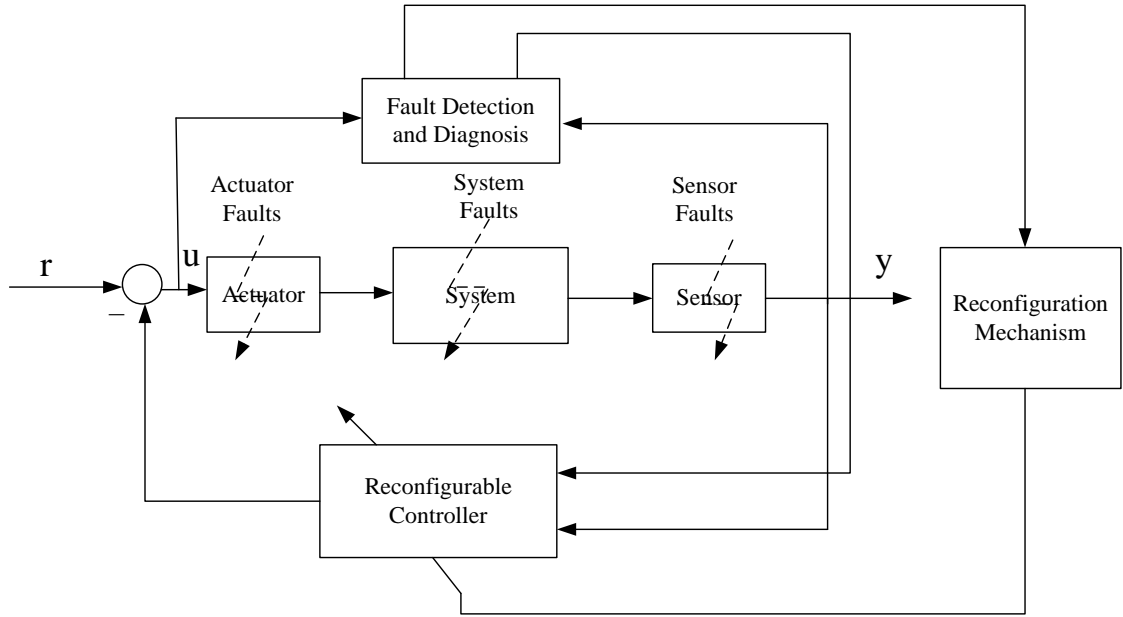 Fault Detection
and Diagnosis
Actuator
Faults
System
Faults
Sensor
Faults
r
u
Actuator
System
Sensor
y
Reconfiguration
Mechanism
−
Reconfigurable
Controller